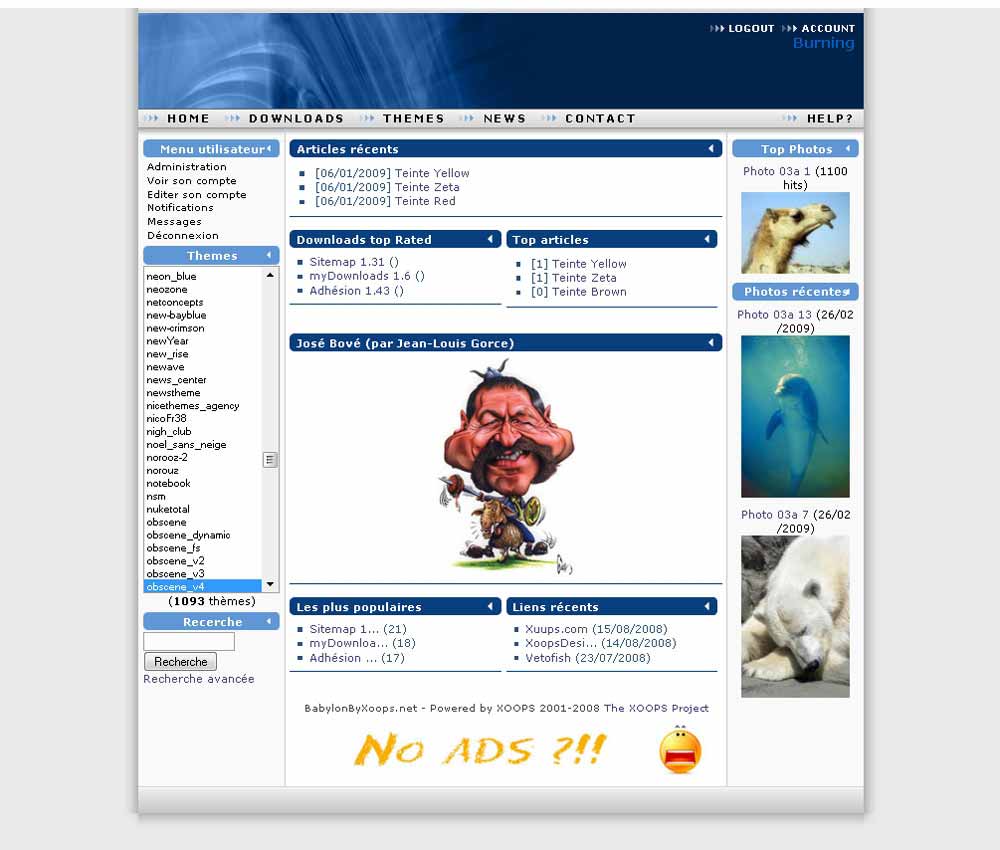 LOGOUT ACCOUNT
Burning
HOME DOWNLOADS THEMES NEWS CONTACT HELP?
Menu utilisateur
Administration
Voir son compte
Editer son compte
Notifications
Messages
Déconnexion
Themes
neon_blue
neozone
netconcepts
new-bayblue
new-crimson
newYear
new_rise
newave
news_center
newstheme
nicethemes_agency
nicoFr38
nigh_club
noel_sans_neige
norooz-2
norouz
notebook
nsm
nuketotal
obscene
obscene_dynamic
obscene_fs
obscene_v2
obscene_v3
obscene_v4
(1093 thèmes)
Recerche
Recherche
Recherche avancée
Articles récents
[06/01/2009] Teinte Yellow
[06/01/2009] Teinte Zeta
[06/01/2009] Teinte Red
Downloads top Rated
Sitemap 1.31 ()
myDownloads 1.6 ()
Adhésion 1.43 ()
Top articles
[1] Teinte Yellow
[1] Teinte Zeta
[0] Teinte Brown
José Bové (par Jean-Louis Gorce)
Les plus populaires
Sitemap 1... (21)
myDownloa... (18)
Adhésion ... (17)
Liens récents
Xuups.com (15/08/2008)
XoopsDesi... (14/08/2008)
Vetofish (23/07/2008)
BabylonByXoops.net - Powered by XOOPS 2001-2008 The XOOPS Project
No ADS ?!!
Top Photos
Photo 03a 1 (1100
hits)
Photos récentes
Photo 03a 13 (26/02
/2009)
Photo 03a 7 (26/02
/2009)